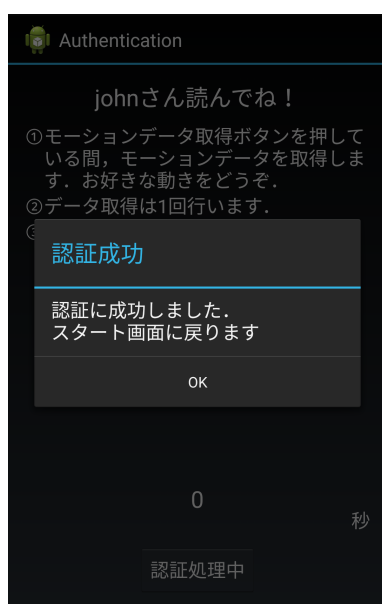 Authentication
johnさん読んでね！
①モーションデータ取得ボタンを押して
いる間，モーションデータを取得しま
す．お好きな動きをどうぞ．
②データ取得は1回行います．
認証成功
認証に成功しました．
スタート画面に戻ります
OK
0
秒
認証処理中